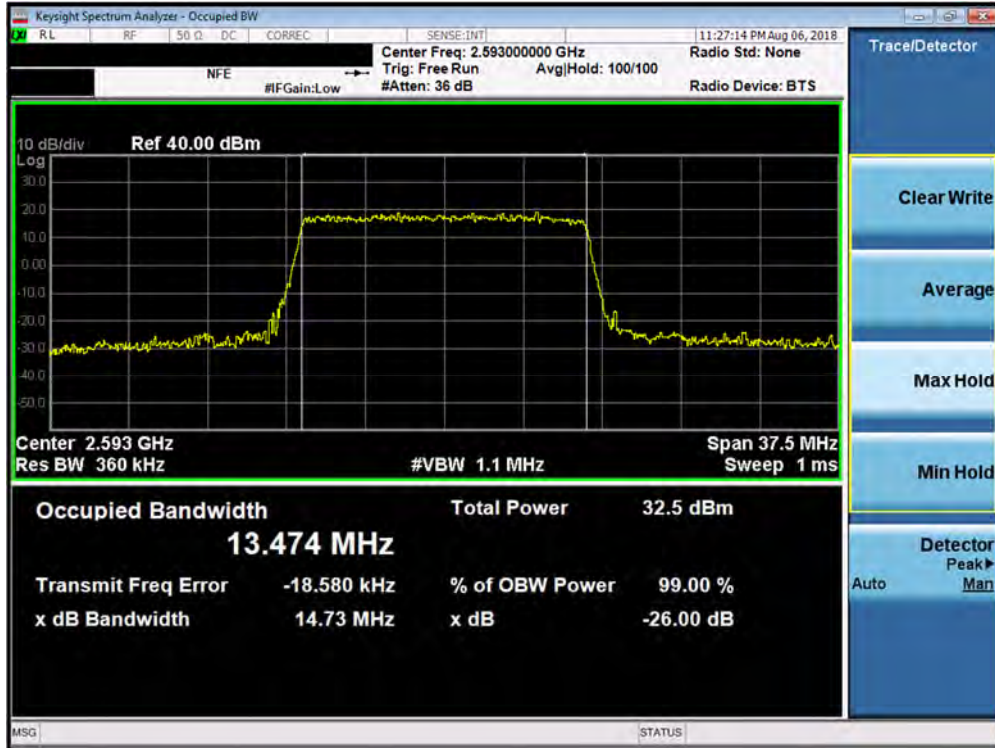 Keysight Spectrum Analyzer - Occupied BW
LXI RL RF 50 Ω DC CORREC SENSE:INT 11:27:14 PM Aug 06, 2018
Center Freq: 2.593000000 GHz Radio Std: None
NFE Trig: Free Run Avg|Hold: 100/100
#IFGain:Low #Atten: 36 dB Radio Device: BTS
10 dB/div Ref 40.00 dBm
Log
30.0
20.0
10.0
0.00
-10.0
-20.0
-30.0
-40.0
-50.0
Center 2.593 GHz Span 37.5 MHz
Res BW 360 kHz #VBW 1.1 MHz Sweep 1 ms
Occupied Bandwidth Total Power 32.5 dBm
13.474 MHz
Transmit Freq Error -18.580 kHz % of OBW Power 99.00 %
x dB Bandwidth 14.73 MHz x dB -26.00 dB
MSG STATUS
Trace/Detector
Clear Write
Average
Max Hold
Min Hold
Detector
Peak▶
Auto Man